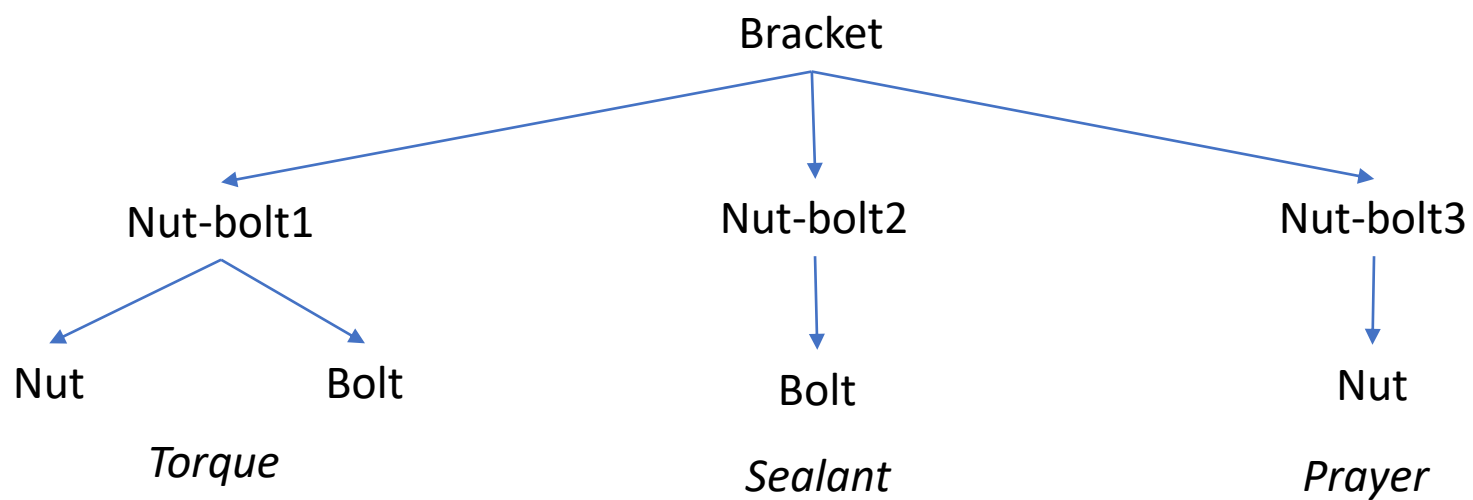 Bracket
Nut-bolt1
Nut-bolt2
Nut-bolt3
Nut
Bolt
Bolt
Nut
Torque
Sealant
Prayer